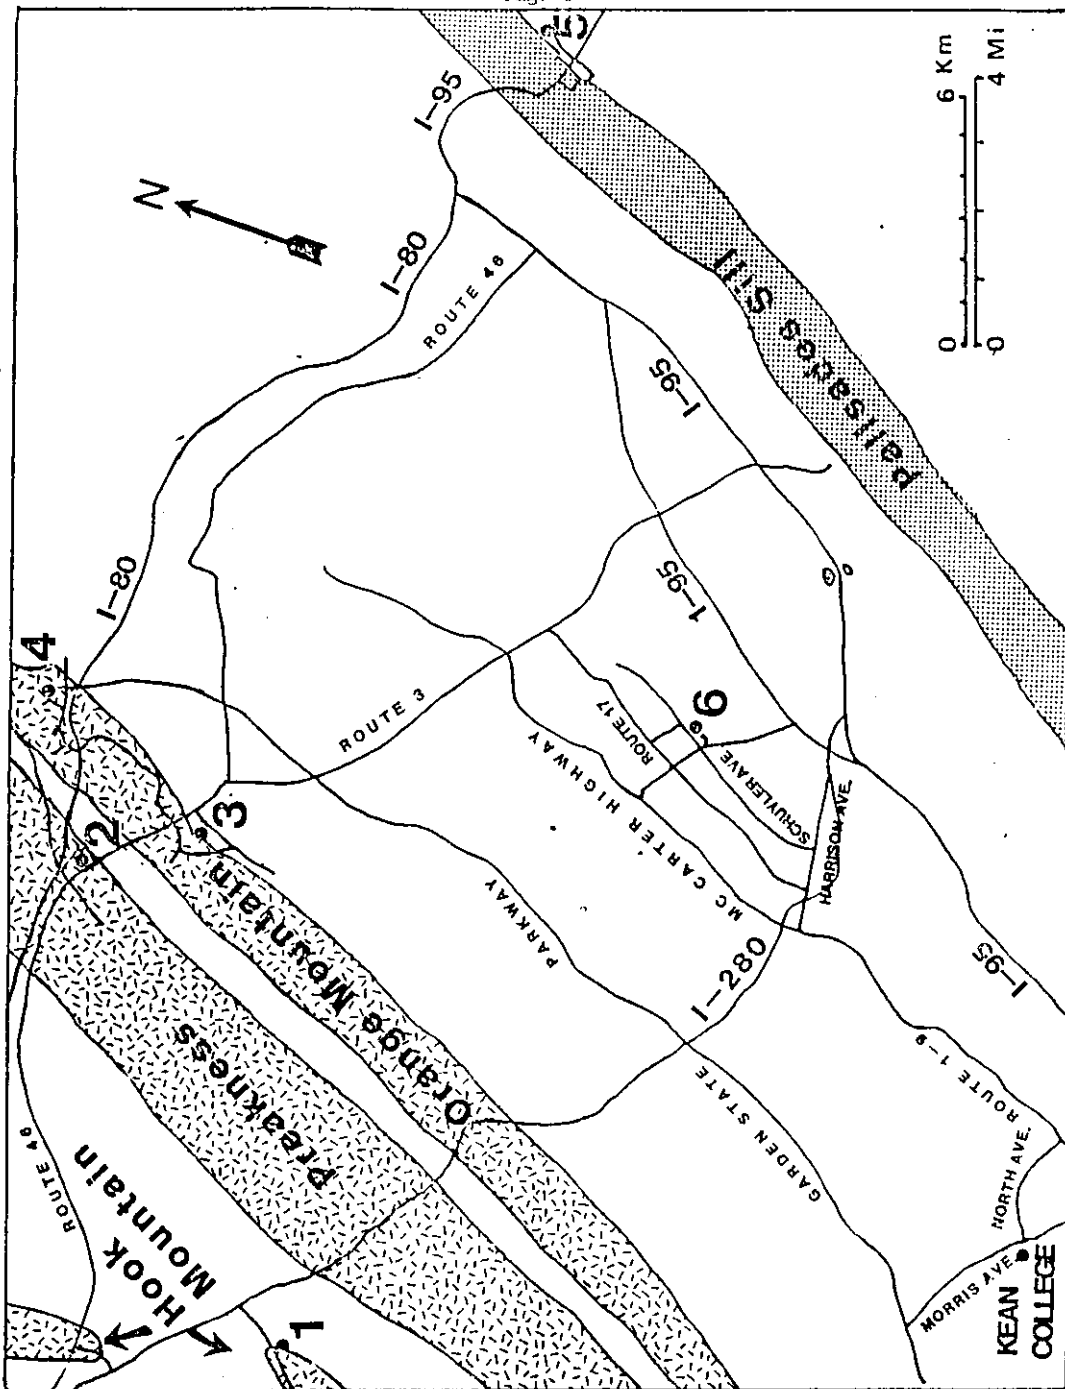 I-95
N
I-80
ROUTE 46
6 Km
4 Mi
0
0
Palisades Sill
I-95
I-80
4
I-95
ROUTE 3
2
3
6
ROUTE 17
SCHUYLER AVE
MC CARTER HIGHWAY
HARRISON AVE.
PARKWAY
GARDEN STATE
I-280
Orange Mountain
Preakness
ROUTE 46
Hook
Mountain
1
I-95
ROUTE 1-9
NORTH AVE.
MORRIS AVE.
KEAN
COLLEGE